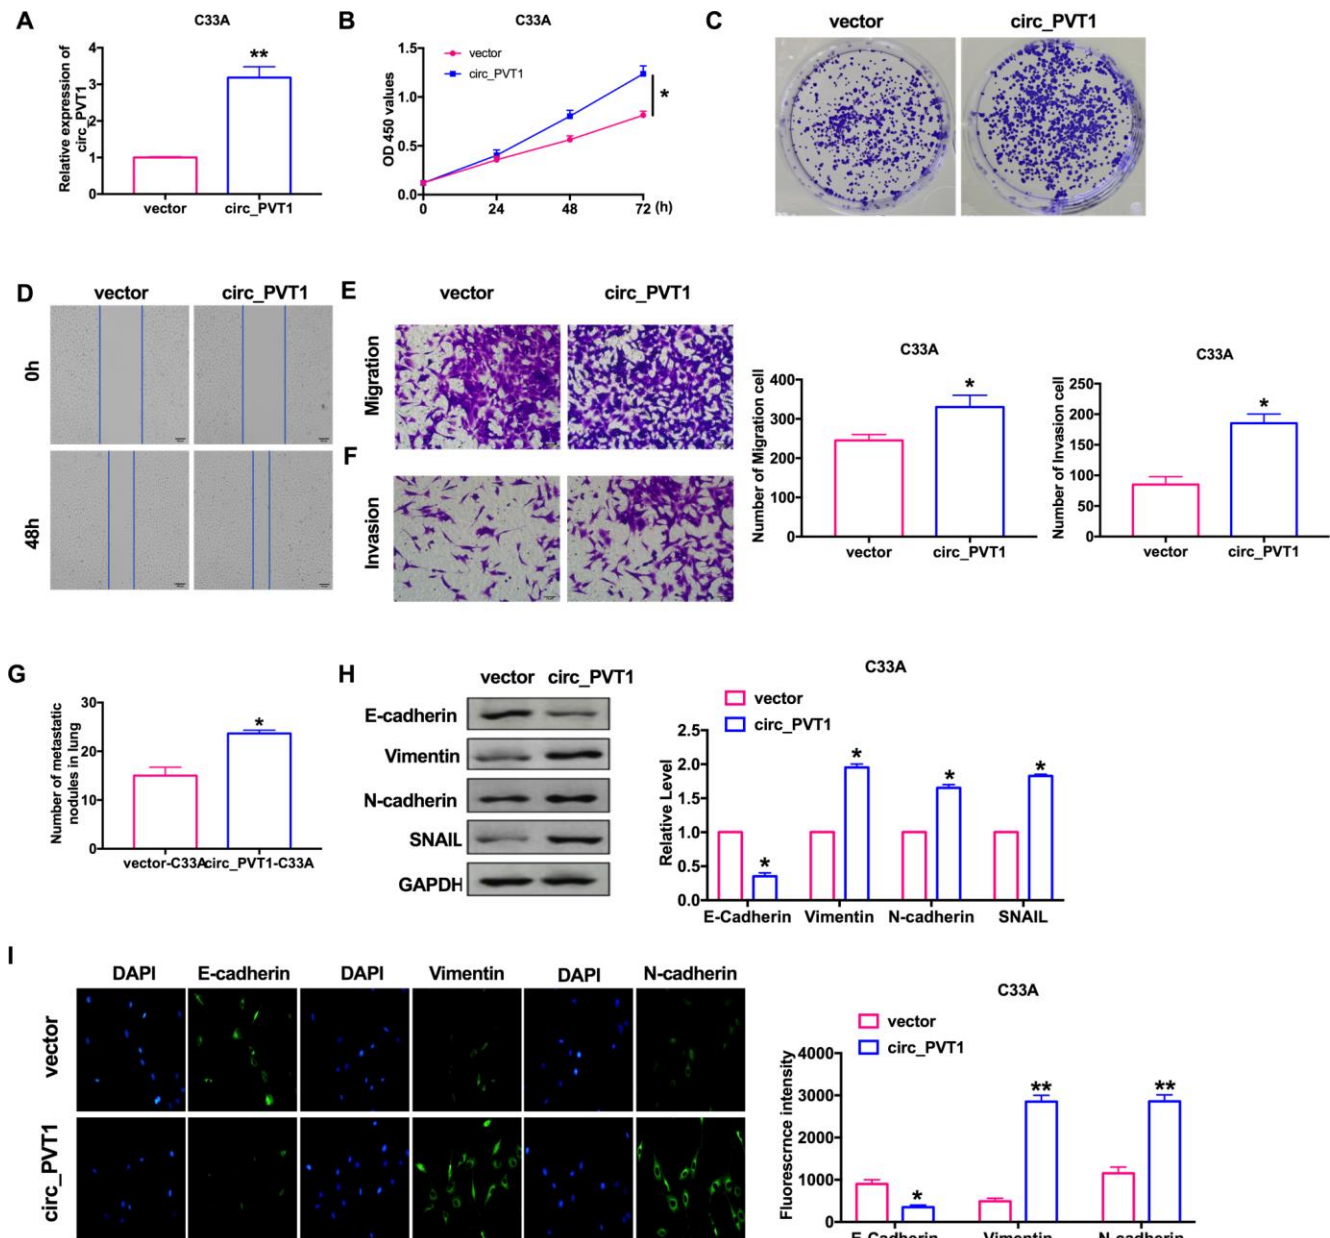 A
C33A
Relative expression of
circ_PVT1
4
3
2
1
0
**
vector
circ_PVT1
B
C33A
OD 450 values
1.5
1.0
0.5
0.0
vector
circ_PVT1
*
0
24
48
72 (h)
C
vector
circ_PVT1
D
vector
circ_PVT1
0h
48h
E
vector
circ_PVT1
Migration
F
Invasion
C33A
Number of Migration cell
400
300
200
100
0
*
vector
circ_PVT1
C33A
Number of Invasion cell
250
200
150
100
50
0
*
vector
circ_PVT1
G
Number of metastatic
nodules in lung
30
20
10
0
*
vector-C33A
circ_PVT1-C33A
H
vector
circ_PVT1
E-cadherin
Vimentin
N-cadherin
SNAIL
GAPDH
C33A
vector
circ_PVT1
Relative Level
2.5
2.0
1.5
1.0
0.5
0.0
*
*
*
*
E-Cadherin
Vimentin
N-cadherin
SNAIL
I
DAPI
E-cadherin
DAPI
Vimentin
DAPI
N-cadherin
vector
circ_PVT1
C33A
vector
circ_PVT1
Fluorescrnce intensity
4000
3000
2000
1000
0
*
**
**
E-Cadherin
Vimentin
N-cadherin